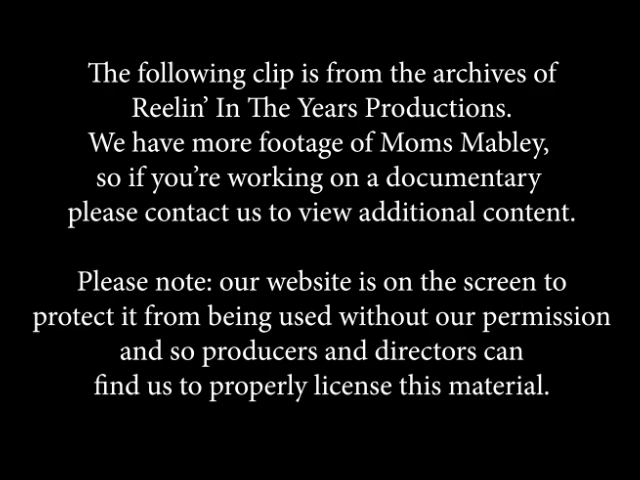 The following clip is from the archives of
Reelin’ In The Years Productions.
We have more footage of Moms Mabley,
so if you’re working on a documentary
please contact us to view additional content.
Please note: our website is on the screen to
protect it from being used without our permission
and so producers and directors can
find us to properly license this material.